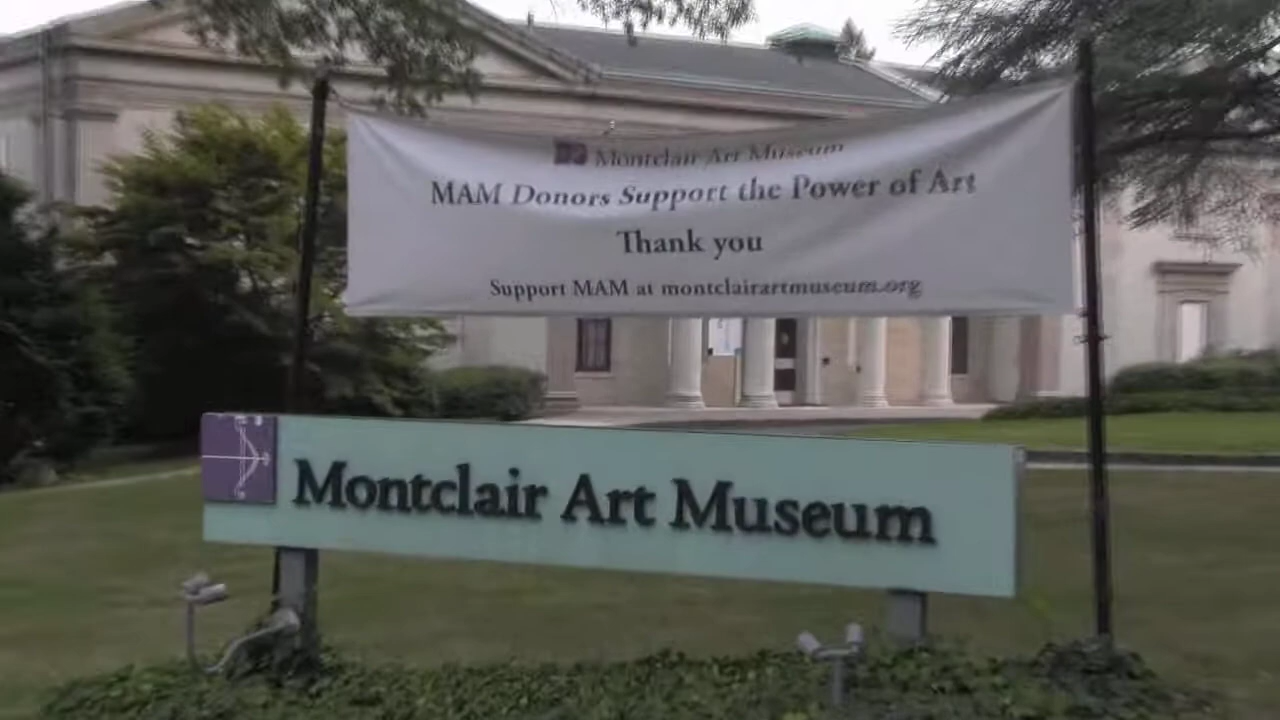 Montclair Art Museum
MAM Donors Support the Power of Art
Thank you
Support MAM at montclairartmuseum.org
Montclair Art Museum